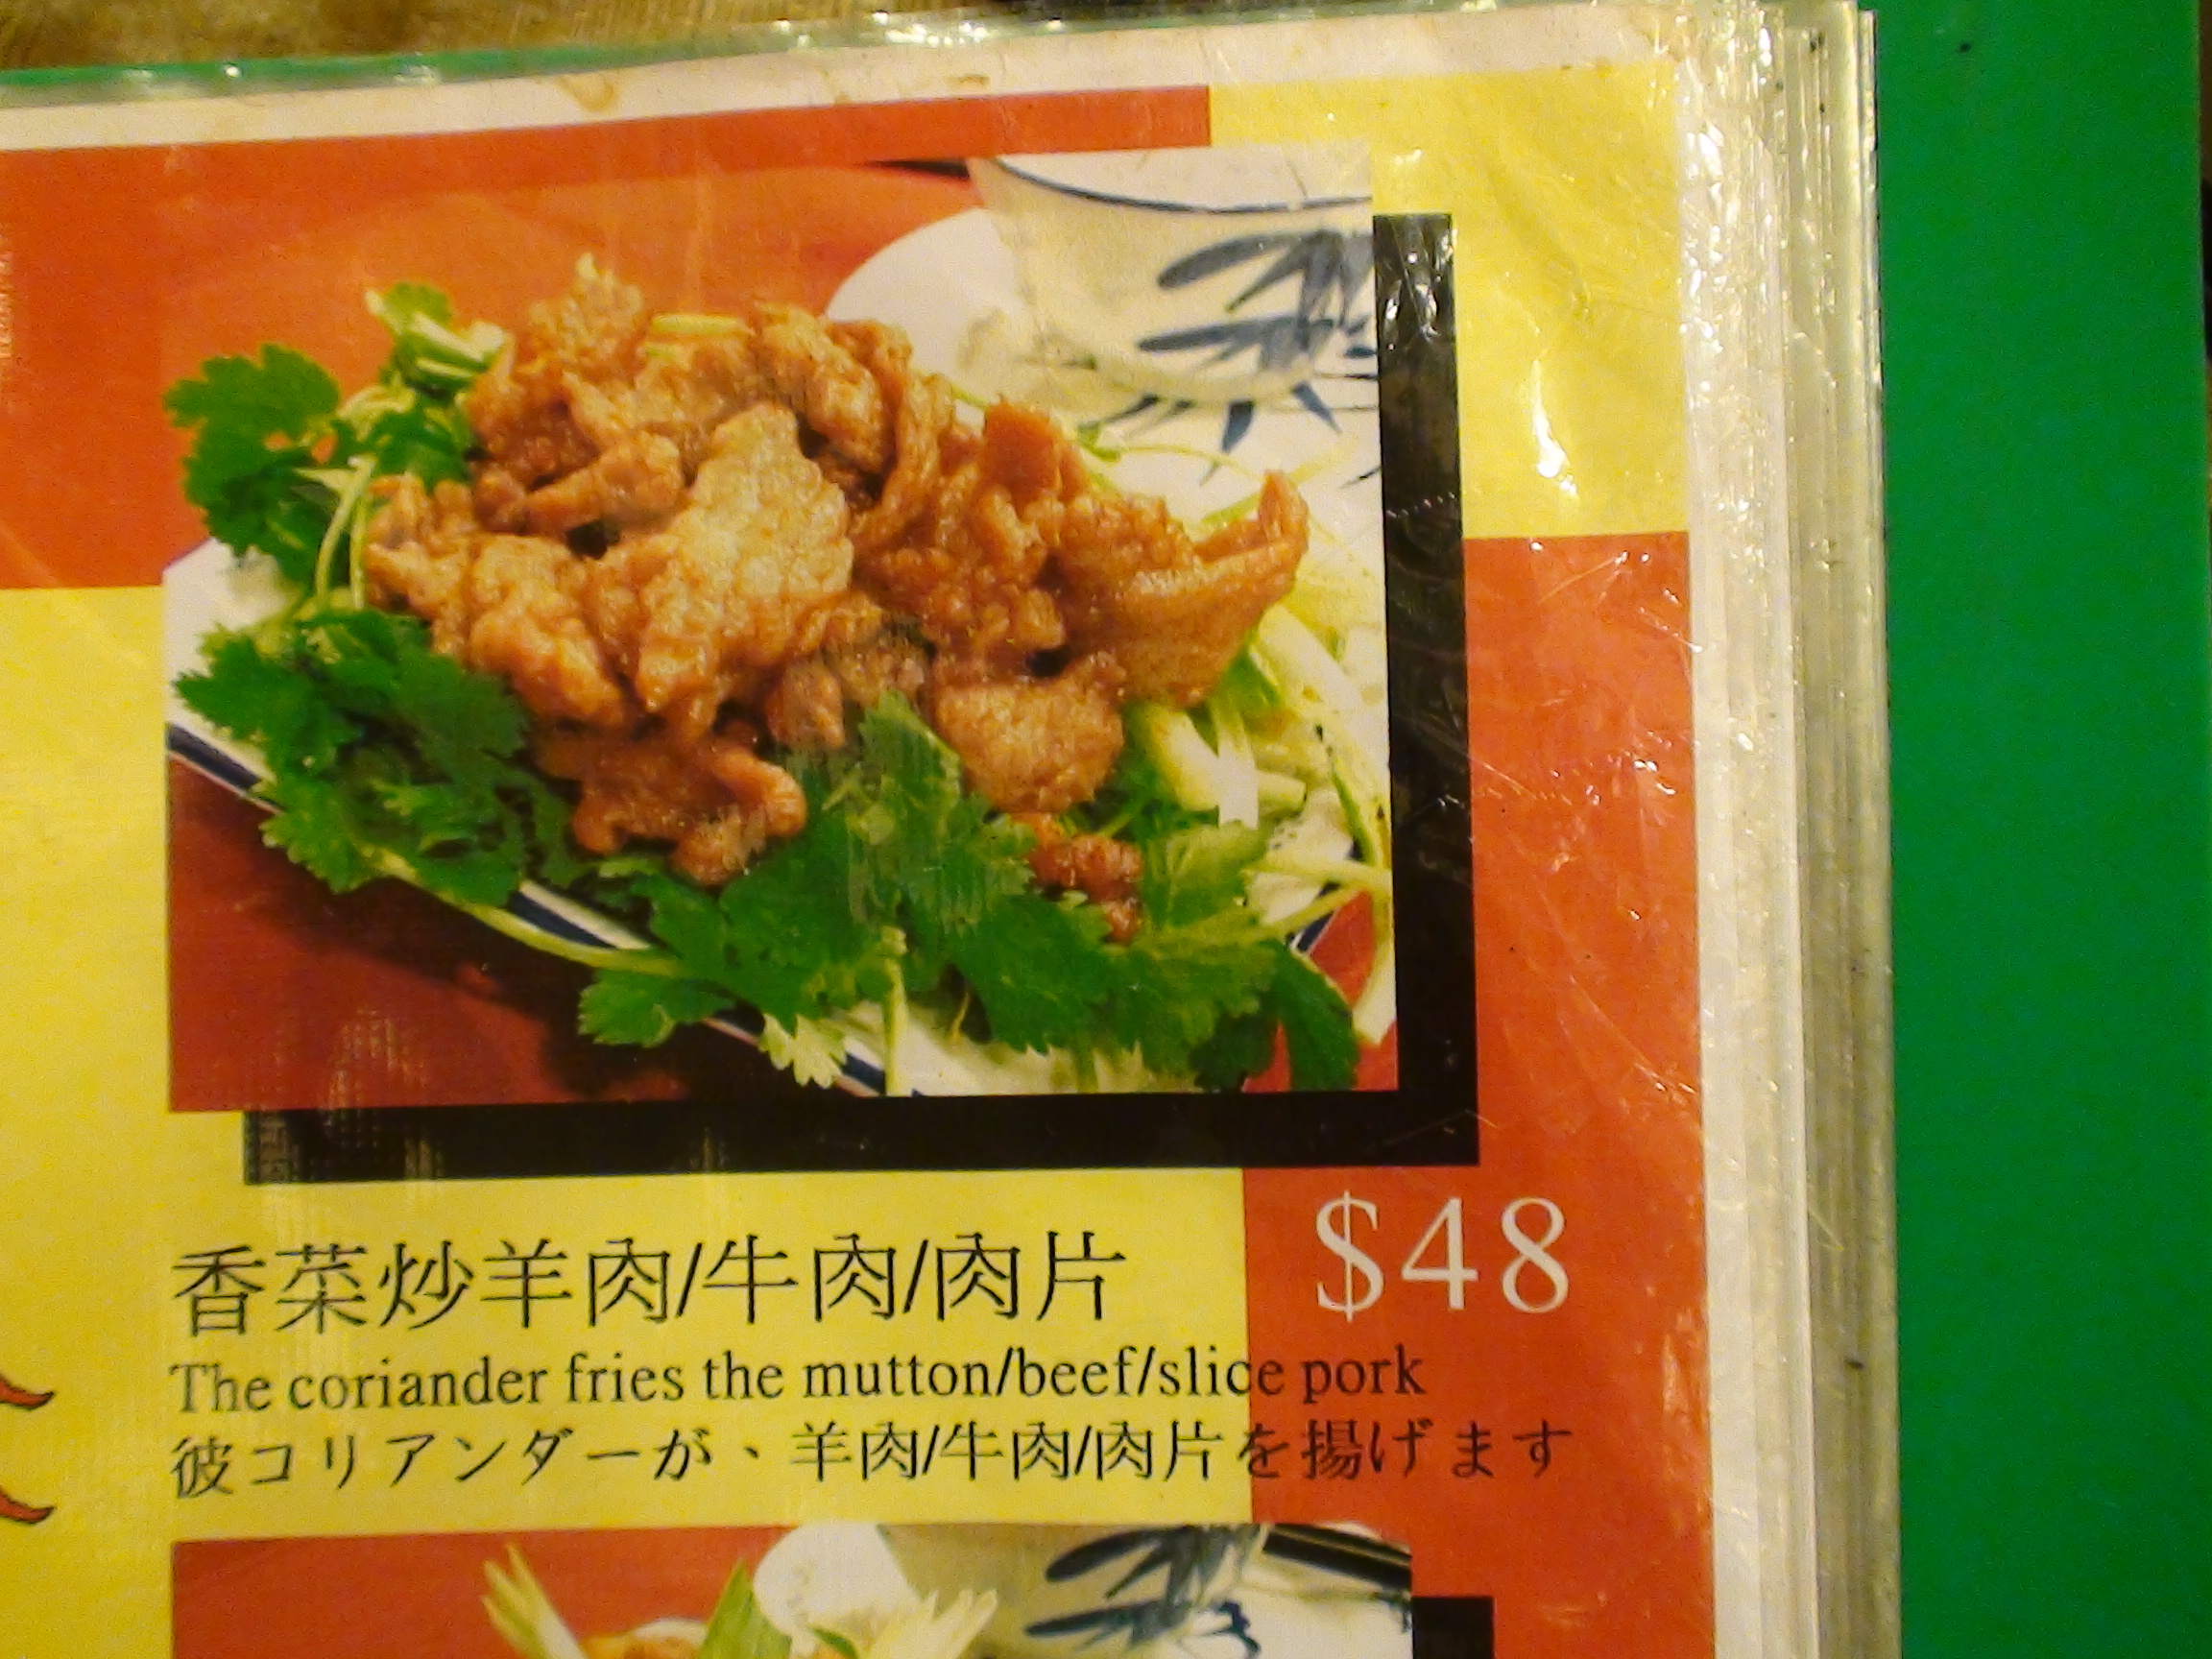 香菜炒羊肉/牛肉/肉片
$48
The coriander fries the mutton/beef/slice pork
彼コリアンダーが、羊肉/牛肉/肉片を揚げます